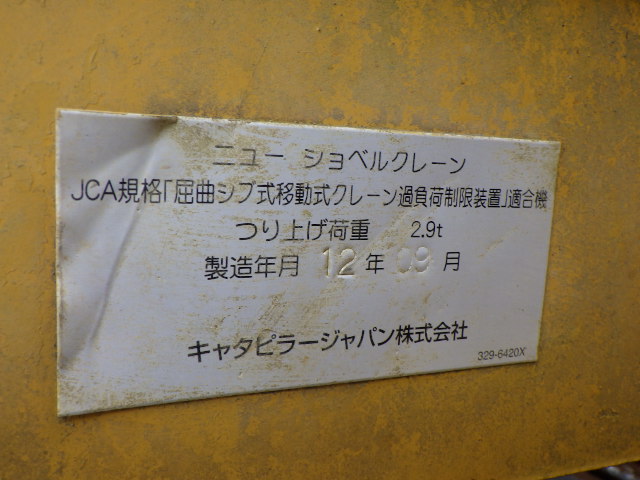 ニュー ショベルクレーン
JCA規格「屈曲ジブ式移動式クレーン過負荷制限装置」適合機
つり上げ荷重 2.9t
製造年月 12年 09月
キャタピラージャパン株式会社
329-6420X